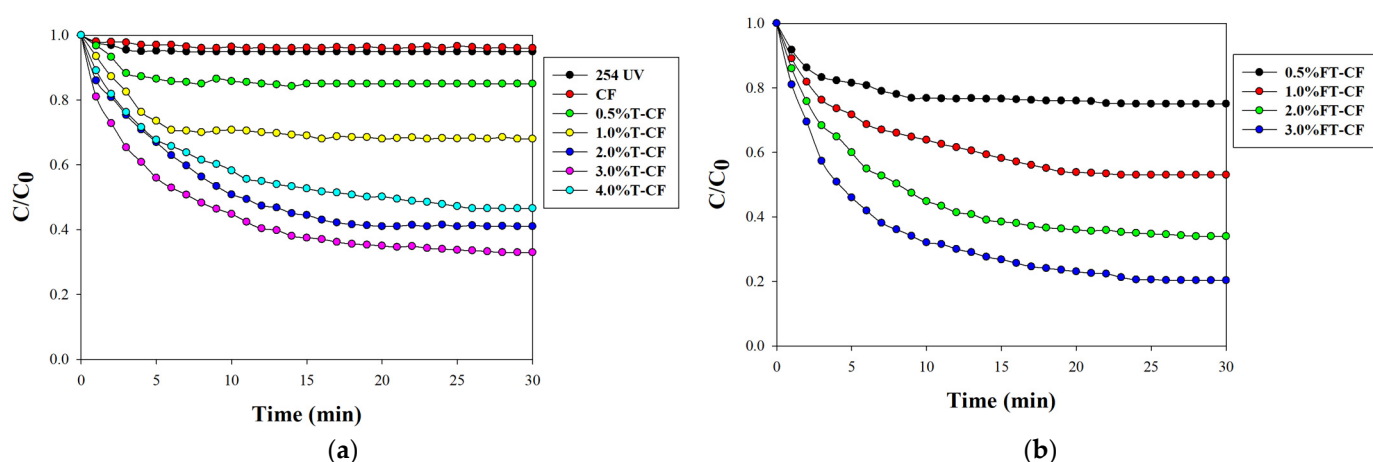 1.0
0.8
0.6
0.4
0.2
0.0
C/C0
0 5 10 15 20 25 30
Time (min)
254 UV
CF
0.5%T-CF
1.0%T-CF
2.0%T-CF
3.0%T-CF
4.0%T-CF
(a)
1.0
0.8
0.6
0.4
0.2
0.0
C/C0
0 5 10 15 20 25 30
Time (min)
0.5%FT-CF
1.0%FT-CF
2.0%FT-CF
3.0%FT-CF
(b)